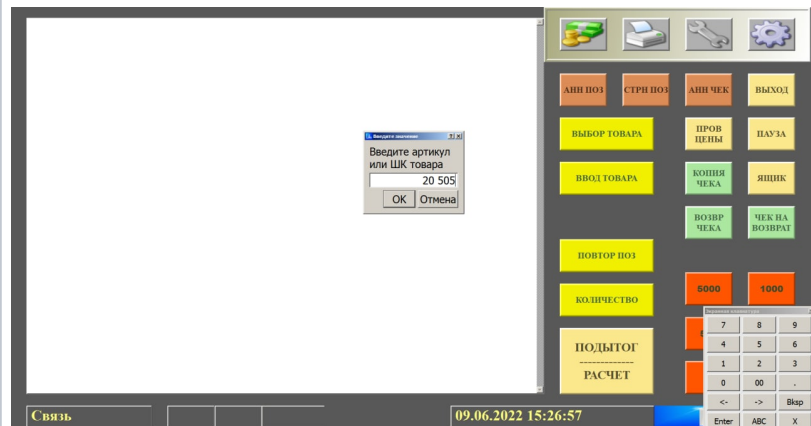 АНН ПОЗ
СТРН ПОЗ
АНН ЧЕК
ВЫХОД
Введите значение
Введите артикул
или ШК товара
20 505
OK
Отмена
ВЫБОР ТОВАРА
ПРОВ
ЦЕНЫ
ПАУЗА
ВВОД ТОВАРА
КОПИЯ
ЧЕКА
ЯЩИК
ВОЗВР
ЧЕКА
ЧЕК НА
ВОЗВРАТ
ПОВТОР ПОЗ
КОЛИЧЕСТВО
5000
1000
ПОДЫТОГ
-------------
РАСЧЕТ
7 8 9
4 5 6
1 2 3
0 00 .
<- -> Bksp
Enter ABC X
Связь
09.06.2022 15:26:57